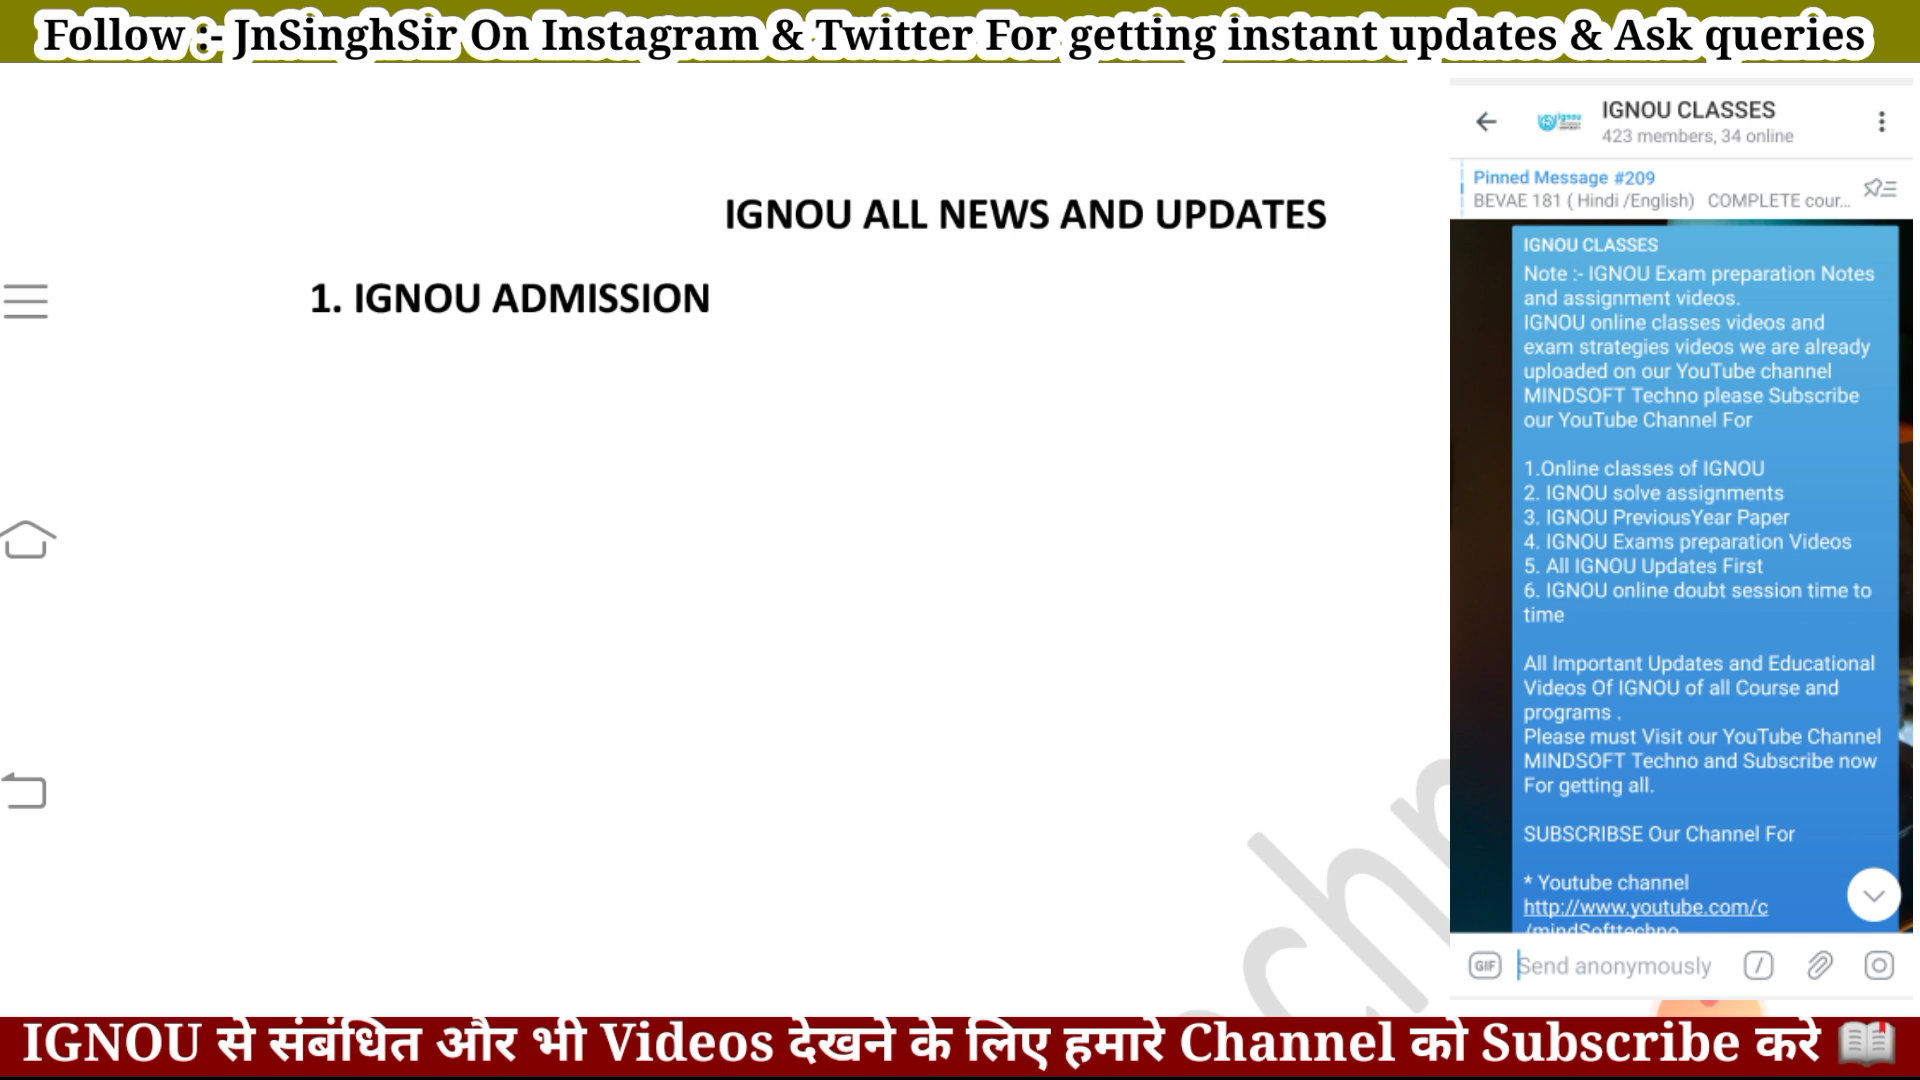 Follow :- JnSinghSir On Instagram & Twitter For getting instant updates & Ask queries
IGNOU ALL NEWS AND UPDATES
1. IGNOU ADMISSION
IGNOU CLASSES
423 members, 34 online
Pinned Message #209
BEVAE 181 ( Hindi /English) COMPLETE cour...
IGNOU CLASSES
Note :- IGNOU Exam preparation Notes
and assignment videos.
IGNOU online classes videos and
exam strategies videos we are already
uploaded on our YouTube channel
MINDSOFT Techno please Subscribe
our YouTube Channel For
1.Online classes of IGNOU
2. IGNOU solve assignments
3. IGNOU PreviousYear Paper
4. IGNOU Exams preparation Videos
5. All IGNOU Updates First
6. IGNOU online doubt session time to
time
All Important Updates and Educational
Videos Of IGNOU of all Course and
programs .
Please must Visit our YouTube Channel
MINDSOFT Techno and Subscribe now
For getting all.
SUBSCRIBSE Our Channel For
* Youtube channel
http://www.youtube.com/c
/mindSofttechno
GIF Send anonymously
IGNOU से संबंधित और भी Videos देखने के लिए हमारे Channel को Subscribe करे